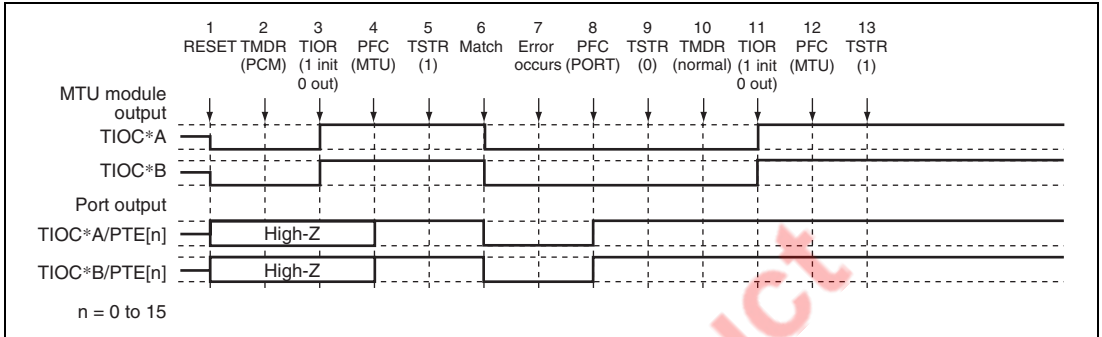 1 2 3 4 5 6 7 8 9 10 11 12 13
RESET TMDR TIOR PFC TSTR Match Error PFC TSTR TMDR TIOR PFC TSTR
(PCM) (1 init (MTU) (1) occurs (PORT) (0) (normal) (1 init (MTU) (1)
0 out) 0 out)
MTU module
output
TIOC*A
TIOC*B
Port output
TIOC*A/PTE[n] High-Z
TIOC*B/PTE[n] High-Z
n = 0 to 15
uct